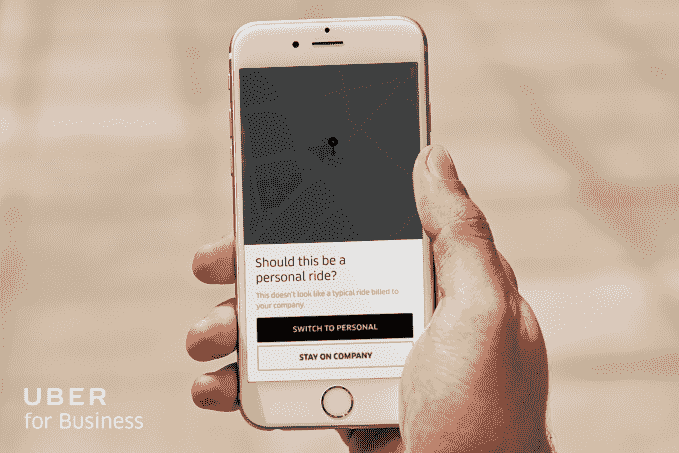 Should this be a
personal ride?
This doesn't look like a typical ride billed to
your company.
SWITCH TO PERSONAL
STAY ON COMPANY
UBER
for Business